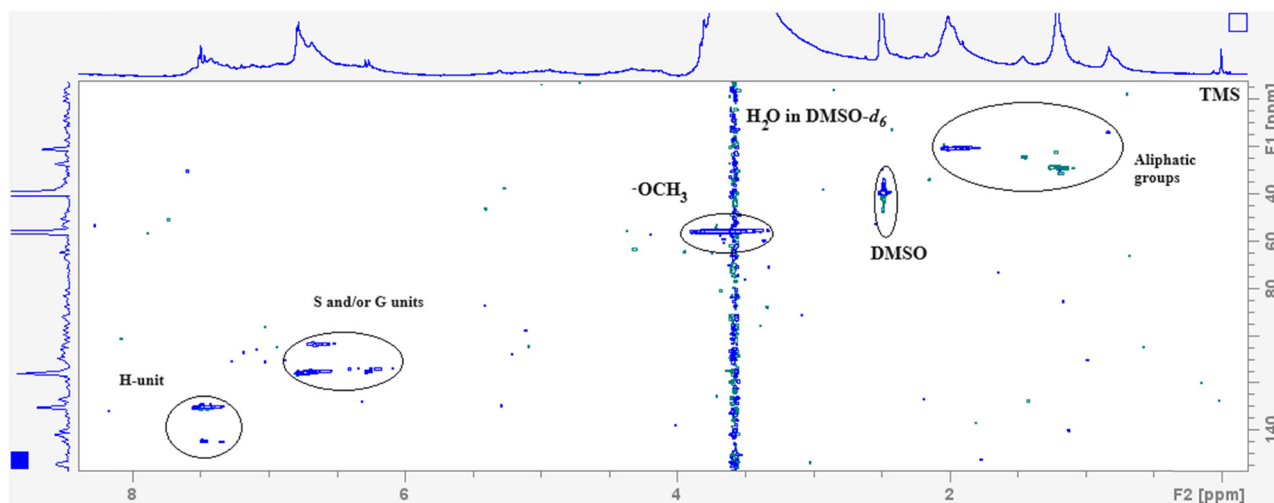 TMS
H2O in DMSO-d6
Aliphatic
groups
-OCH3
DMSO
S and/or G units
H-unit
F1 [ppm]
40
60
80
140
8
6
4
2
F2 [ppm]